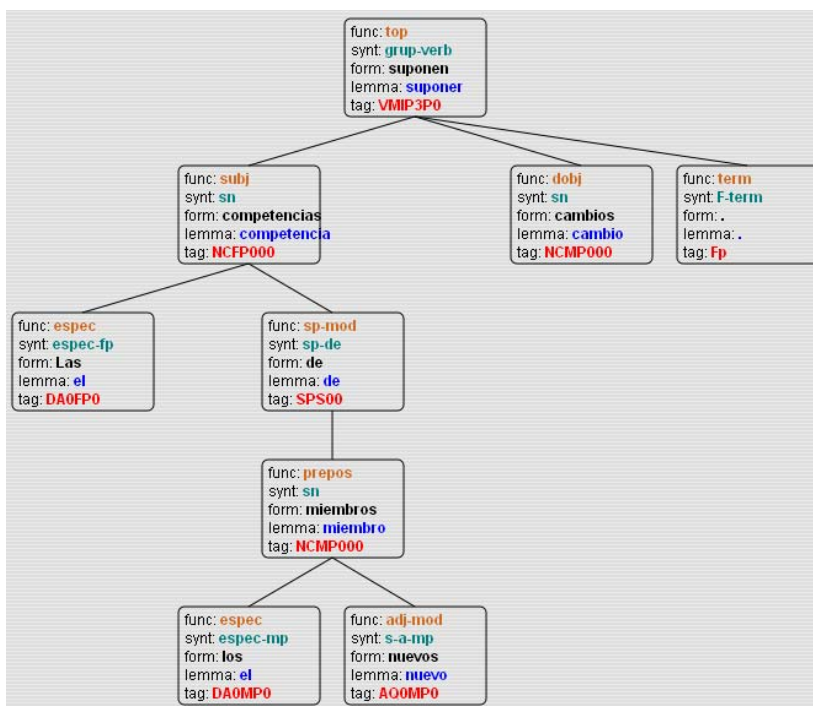 func: top
synt: grup-verb
form: suponen
lemma: suponer
tag: VMIP3P0
func: subj
synt: sn
form: competencias
lemma: competencia
tag: NCFP000
func: dobj
synt: sn
form: cambios
lemma: cambio
tag: NCMP000
func: term
synt: F-term
form: .
lemma: .
tag: Fp
func: espec
synt: espec-fp
form: Las
lemma: el
tag: DA0FP0
func: sp-mod
synt: sp-de
form: de
lemma: de
tag: SPS00
func: prepos
synt: sn
form: miembros
lemma: miembro
tag: NCMP000
func: espec
synt: espec-mp
form: los
lemma: el
tag: DA0MP0
func: adj-mod
synt: s-a-mp
form: nuevos
lemma: nuevo
tag: AQ0MP0